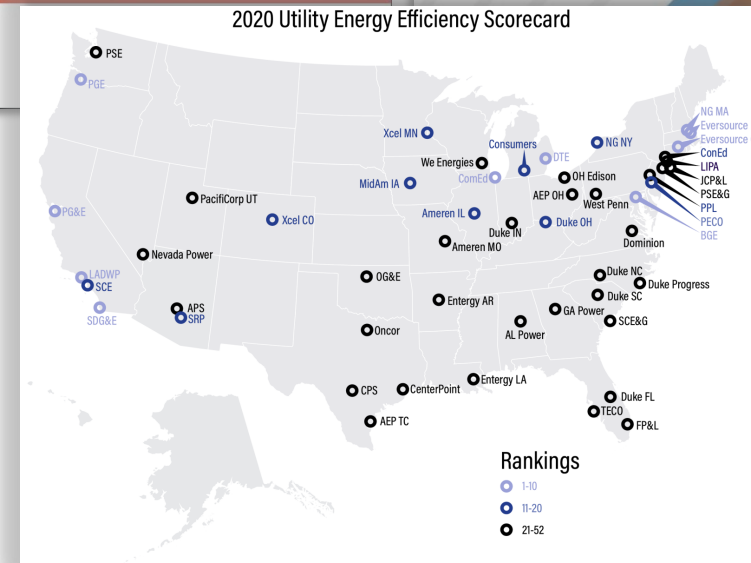 2020 Utility Energy Efficiency Scorecard
PSE
PGE
NG MA
Eversource
Eversource
ConEd
LIPA
JCP&L
PSE&G
PPL
PECO
BGE
Xcel MN
Consumers
NG NY
We Energies
DTE
ComEd
OH Edison
MidAm IA
AEP OH
West Penn
PacifiCorp UT
PG&E
Xcel CO
Ameren IL
Duke OH
Duke IN
Dominion
Ameren MO
Nevada Power
LADWP
SCE
OG&E
Duke NC
Duke Progress
Duke SC
SDG&E
APS
SRP
Entergy AR
GA Power
SCE&G
Oncor
AL Power
Entergy LA
CPS
CenterPoint
Duke FL
TECO
AEP TC
FP&L
Rankings
1-10
11-20
21-52